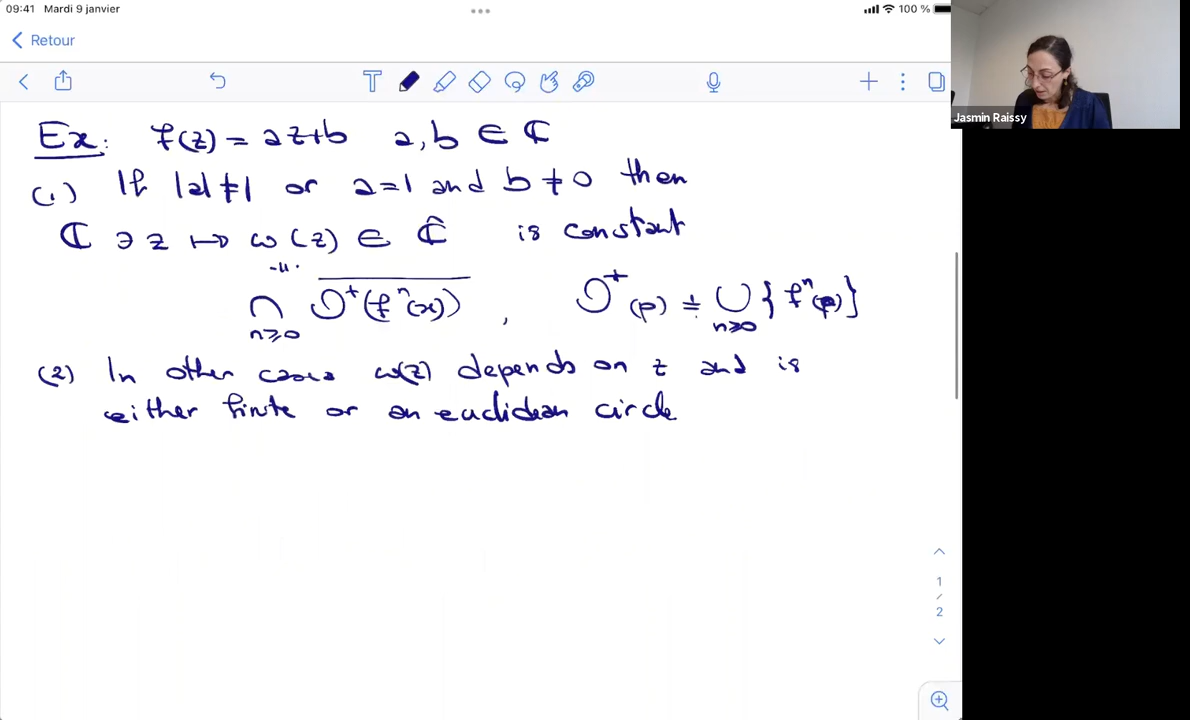 09:41 Mardi 9 janvier
100 %
Retour
Jasmin Raissy
Ex: f(z) = az+b a, b ∈ ℂ
(1) If |a| ≠ 1 or a=1 and b ≠ 0 then
ℂ ∋ z ↦ ω(z) ∈ Ĉ is constant
-"-
∩_{n≥0} \overline{O⁺(fⁿ(x))} , O⁺(p) ≐ ∪_{n≥0} {fⁿ(p)}
(2) In other cases ω(z) depends on z and is
either finite or an euclidean circle
1
/
2